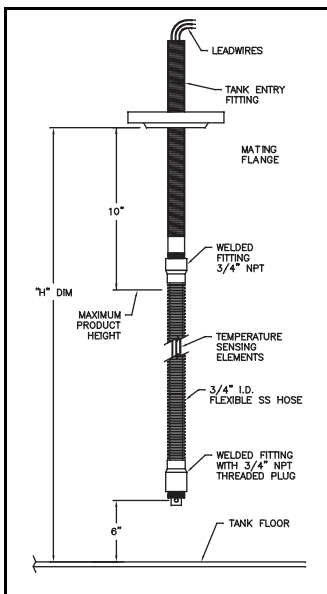 LEADWIRES
TANK ENTRY
FITTING
MATING
FLANGE
10"
WELDED
FITTING
3/4" NPT
"H" DIM
MAXIMUM
PRODUCT
HEIGHT
TEMPERATURE
SENSING
ELEMENTS
3/4" I.D.
FLEXIBLE SS HOSE
WELDED FITTING
WITH 3/4" NPT
THREADED PLUG
6"
TANK FLOOR